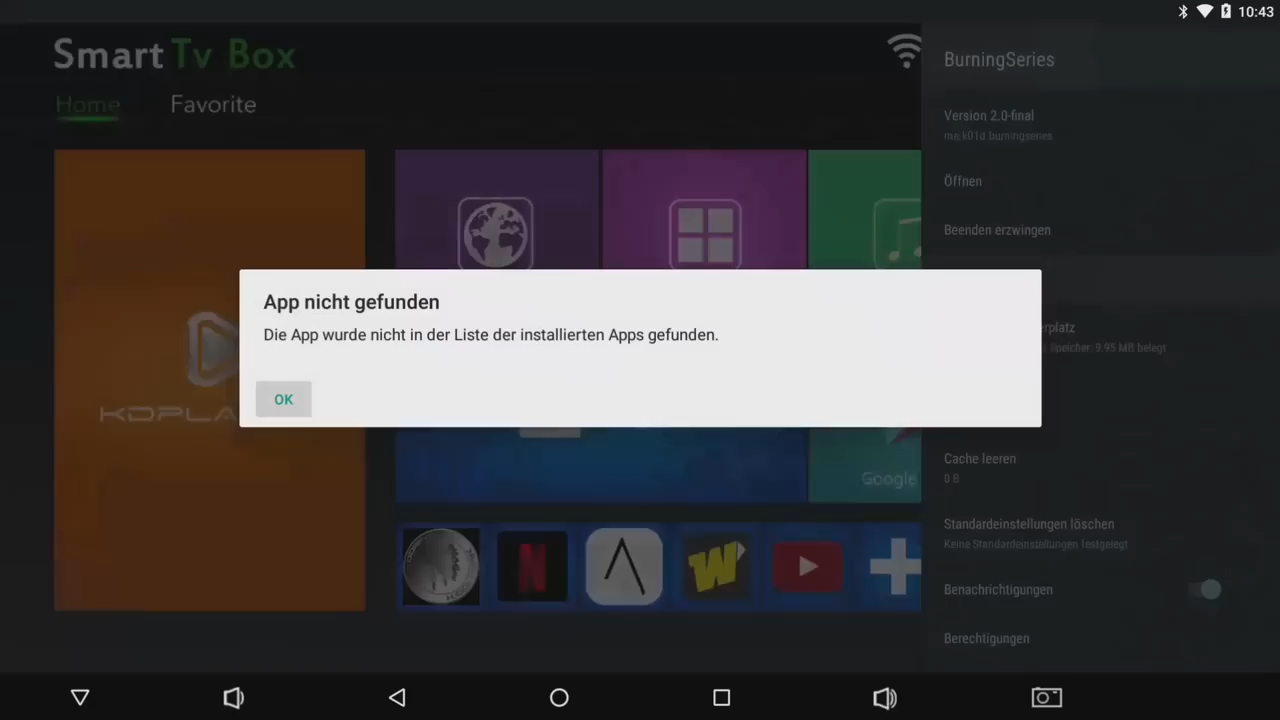 10:43
Smart Tv Box
Home
Favorite
BurningSeries
Version 2.0-final
me.k01d.burningseries
Öffnen
Beenden erzwingen
App nicht gefunden
Die App wurde nicht in der Liste der installierten Apps gefunden.
OK
erplatz
Speicher: 9.95 MB belegt
KDPLA
Google
Cache leeren
0 B
Standardeinstellungen löschen
Keine Standardeinstellungen festgelegt
N
W
Benachrichtigungen
Berechtigungen